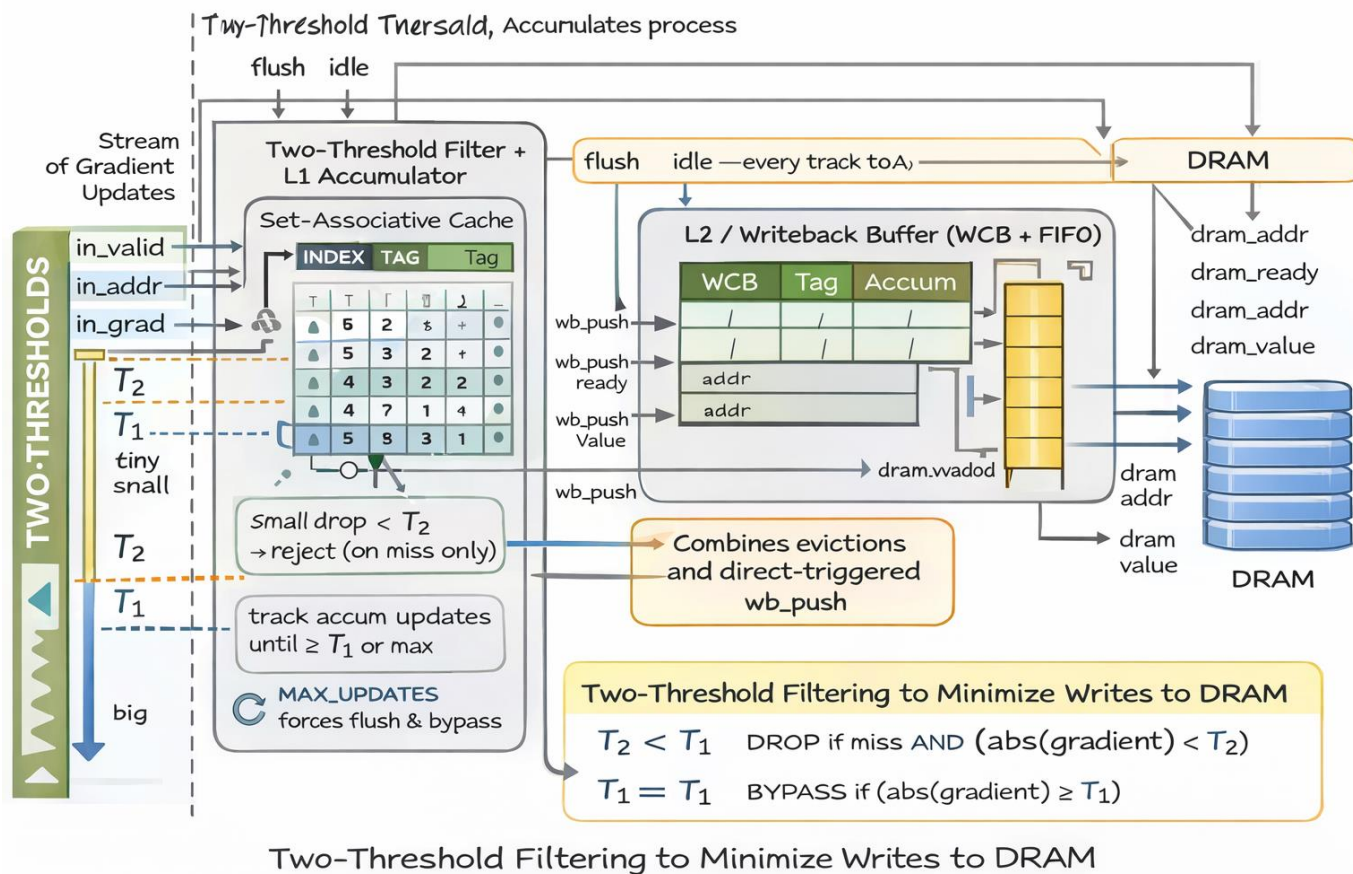 Twy-Threshold Tnersald, Accumulates process
flush idle
Stream
of Gradient
Updates
Two-Threshold Filter +
L1 Accumulator
flush idle —every track toA,
DRAM
Set-Associative Cache
L2 / Writeback Buffer (WCB + FIFO)
in_valid
in_addr
in_grad
INDEX TAG Tag
WCB Tag Accium
dram_addr
dram_ready
dram_addr
dram_value
5 2
5 3 2
4 3 2 2
4 7 1 4
5 8 3 1
wb_push
wb_push
ready
wb_push
Value
addr
addr
TWO-THRESHOLDS
T2
T1
tiny
small
T2
T1
big
dram.wadod
wb_push
dram
addr
dram
value
DRAM
small drop < T2
→ reject (on miss only)
track accum updates
until ≥ T1 or max
MAX_UPDATES
forces flush & bypass
Combines evictions
and direct-triggered
wb_push
Two-Threshold Filtering to Minimize Writes to DRAM
T2 < T1 DROP if miss AND (abs(gradient) < T2)
T1 = T1 BYPASS if (abs(gradient) ≥ T1)
Two-Threshold Filtering to Minimize Writes to DRAM